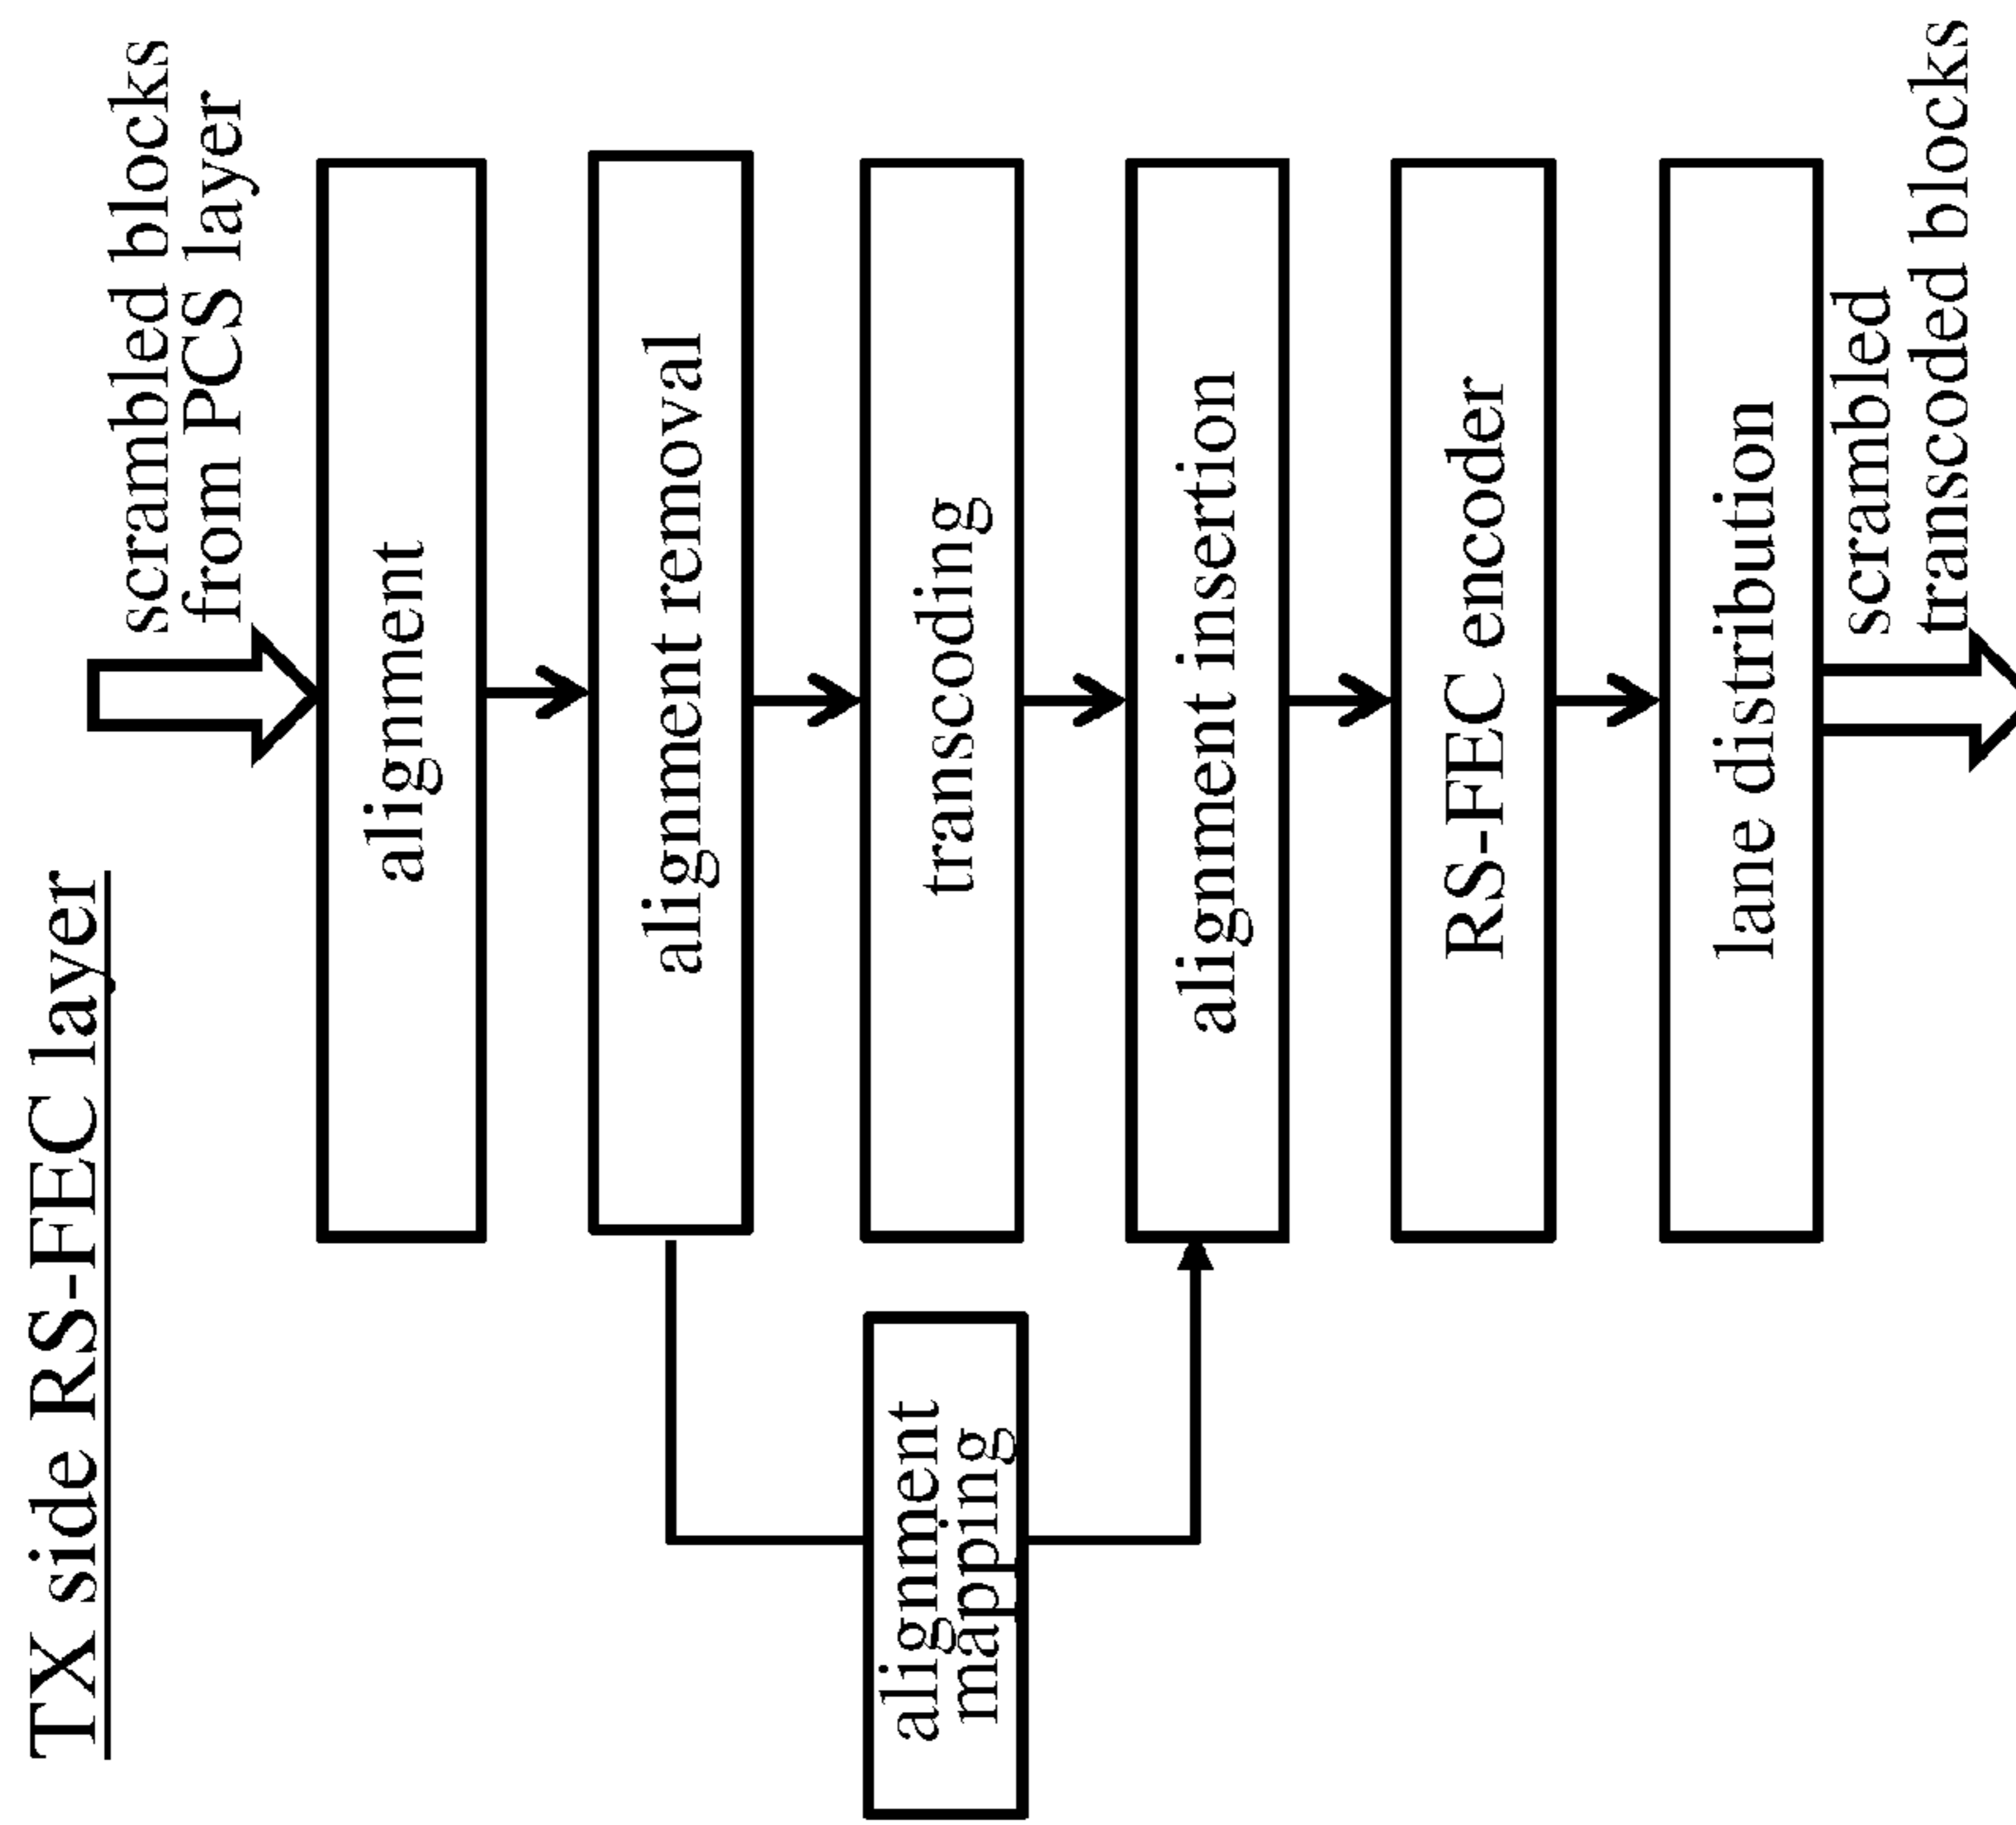 TX side RS-FEC layer
scrambled blocks
from PCS layer
alignment
alignment removal
alignment
mapping
transcoding
alignment insertion
RS-FEC encoder
lane distribution
scrambled
transcoded blocks